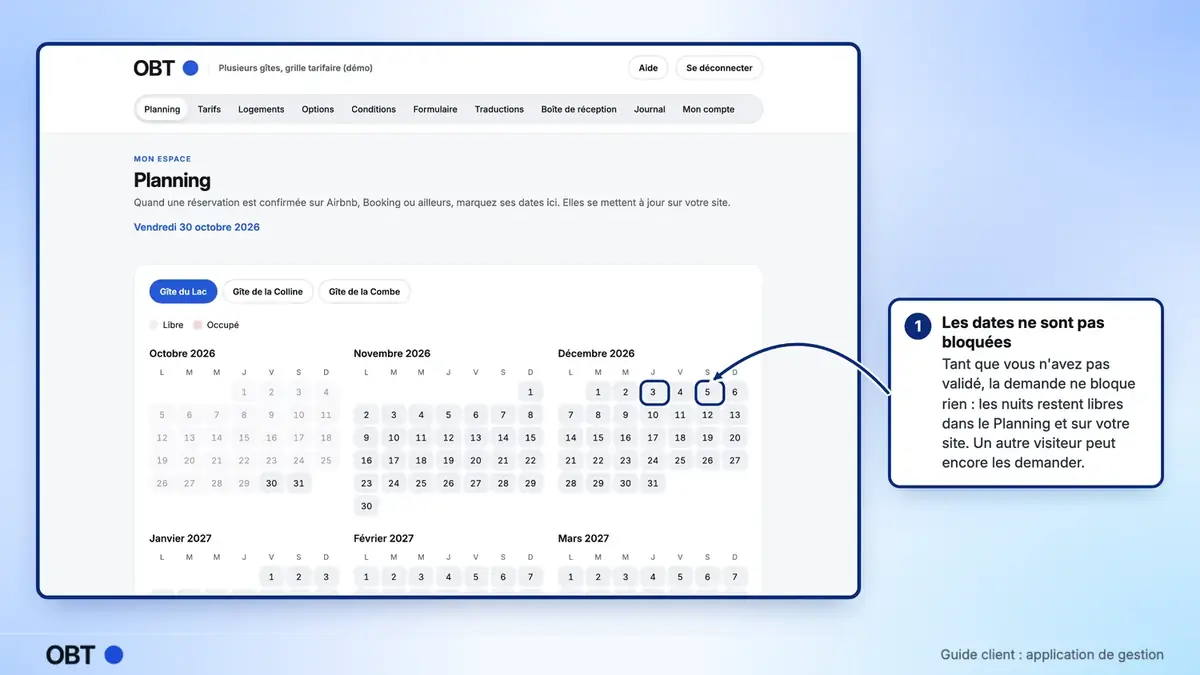 OBT
Plusieurs gîtes, grille tarifaire (démo)
Aide
Se déconnecter
Planning Tarifs Logements Options Conditions Formulaire Traductions Boîte de réception Journal Mon compte
MON ESPACE
Planning
Quand une réservation est confirmée sur Airbnb, Booking ou ailleurs, marquez ses dates ici. Elles se mettent à jour sur votre site.
Vendredi 30 octobre 2026
Gîte du Lac Gîte de la Colline Gîte de la Combe
Libre Occupé
Octobre 2026
L M M J V S D
1 2 3 4
5 6 7 8 9 10 11
12 13 14 15 16 17 18
19 20 21 22 23 24 25
26 27 28 29 30 31
Novembre 2026
L M M J V S D
1
2 3 4 5 6 7 8
9 10 11 12 13 14 15
16 17 18 19 20 21 22
23 24 25 26 27 28 29
30
Décembre 2026
L M M J V S D
1 2 3 4 5 6
7 8 9 10 11 12 13
14 15 16 17 18 19 20
21 22 23 24 25 26 27
28 29 30 31
Janvier 2027
L M M J V S D
1 2 3
Février 2027
L M M J V S D
1 2 3 4 5 6 7
Mars 2027
L M M J V S D
1 2 3 4 5 6 7
1
Les dates ne sont pas
bloquées
Tant que vous n'avez pas
validé, la demande ne bloque
rien : les nuits restent libres
dans le Planning et sur votre
site. Un autre visiteur peut
encore les demander.
OBT
Guide client : application de gestion